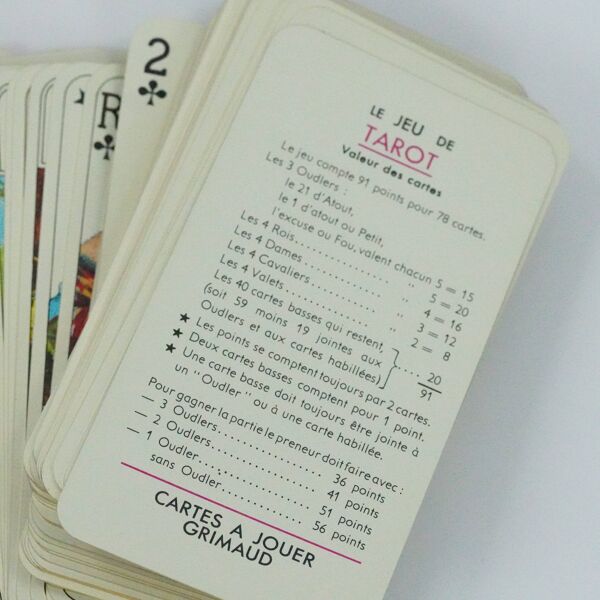 2
R
LE JEU DE
TAROT
Valeur des cartes
Le jeu compte 91 points pour 78 cartes.
Les 3 Oudlers :
le 21 d'Atout,
le 1 d'atout ou Petit,
l'excuse ou Fou, valent chacun 5 = 15
Les 4 Rois.................. " 5 = 20
Les 4 Dames................ " 4 = 16
Les 4 Cavaliers............. " 3 = 12
Les 4 Valets................ " 2 = 8
Les 40 cartes basses qui restent,
(soit 59 moins 19 jointes aux
Oudlers et aux cartes habillées) } .... 20
91
★ Les points se comptent toujours par 2 cartes.
★ Deux cartes basses comptent pour 1 point.
★ Une carte basse doit toujours être jointe à
un "Oudler" ou à une carte habillée.
Pour gagner la partie le preneur doit faire avec :
— 3 Oudlers.................. 36 points
— 2 Oudlers.................. 41 points
— 1 Oudler................... 51 points
sans Oudler.............. 56 points
CARTES A JOUER
GRIMAUD